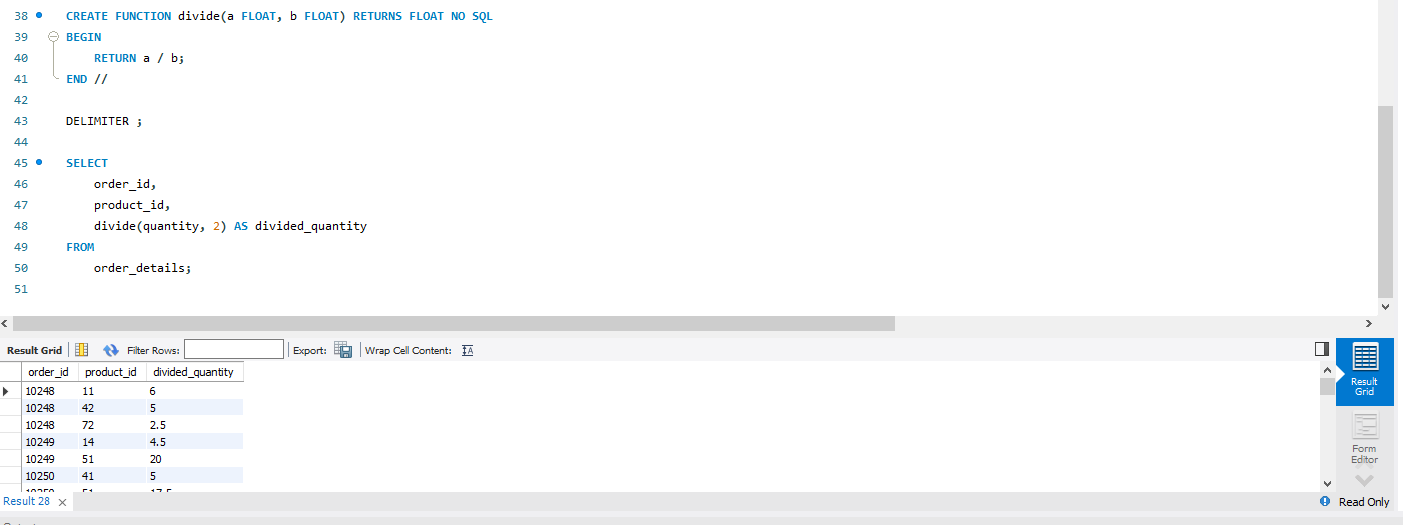 38 CREATE FUNCTION divide(a FLOAT, b FLOAT) RETURNS FLOAT NO SQL
39 BEGIN
40 RETURN a / b;
41 END //
42
43 DELIMITER ;
44
45 SELECT
46 order_id,
47 product_id,
48 divide(quantity, 2) AS divided_quantity
49 FROM
50 order_details;
51
Result Grid Filter Rows: Export: Wrap Cell Content:
order_id product_id divided_quantity
10248 11 6
10248 42 5
10248 72 2.5
10249 14 4.5
10249 51 20
10250 41 5
Result Grid
Form Editor
Result 28
Read Only